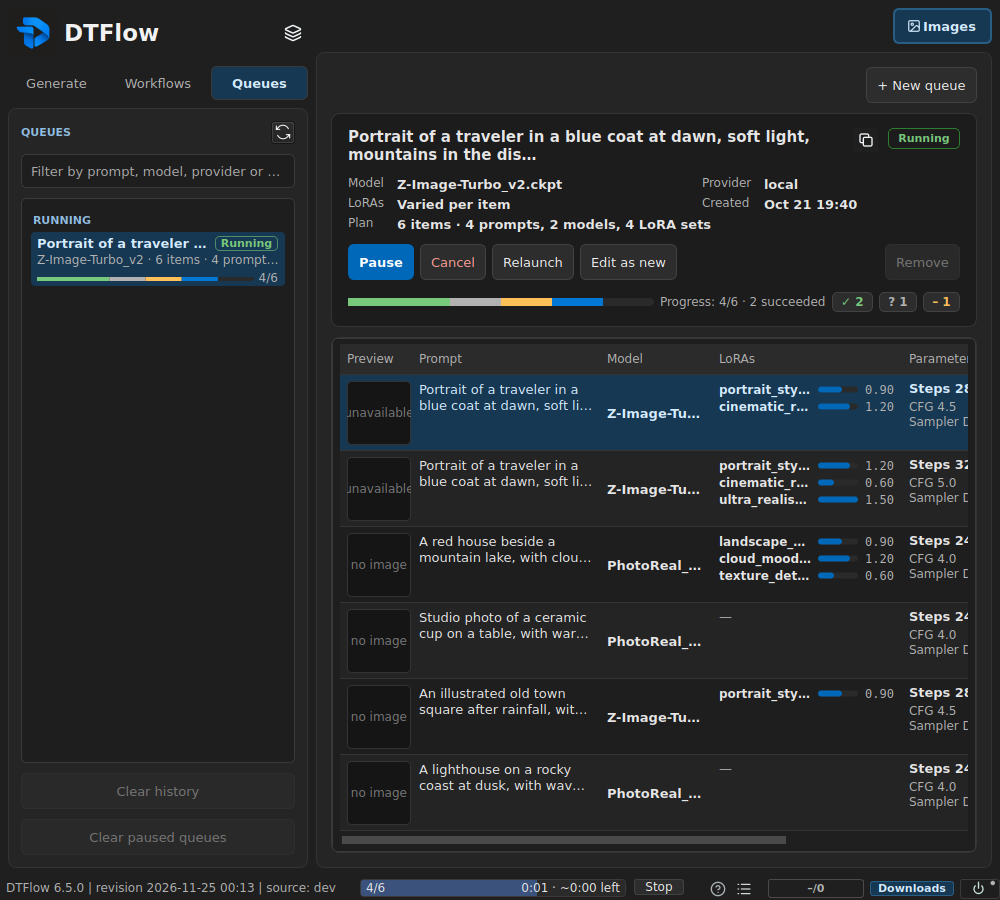 DTFlow
Images
Generate
Workflows
Queues
+ New queue
QUEUES
Filter by prompt, model, provider or ...
RUNNING
Portrait of a traveler ...
Running
Z-Image-Turbo_v2 · 6 items · 4 prompt...
4/6
Clear history
Clear paused queues
Portrait of a traveler in a blue coat at dawn, soft light,
mountains in the dis...
Running
Model Z-Image-Turbo_v2.ckpt
Provider local
LoRAs Varied per item
Created Oct 21 19:40
Plan 6 items · 4 prompts, 2 models, 4 LoRA sets
Pause
Cancel
Relaunch
Edit as new
Remove
Progress: 4/6 · 2 succeeded
✓ 2
? 1
– 1
Preview Prompt Model LoRAs Parameter
unavailable
Portrait of a traveler in a
blue coat at dawn, soft li...
Z-Image-Tu...
portrait_sty... 0.90
cinematic_r... 1.20
Steps 28
CFG 4.5
Sampler D
unavailable
Portrait of a traveler in a
blue coat at dawn, soft li...
Z-Image-Tu...
portrait_sty... 1.20
cinematic_r... 0.60
ultra_realis... 1.50
Steps 32
CFG 5.0
Sampler D
no image
A red house beside a
mountain lake, with clou...
PhotoReal_...
landscape_... 0.90
cloud_mood... 1.20
texture_det... 0.60
Steps 24
CFG 4.0
Sampler D
no image
Studio photo of a ceramic
cup on a table, with war...
PhotoReal_...
—
Steps 24
CFG 4.0
Sampler D
no image
An illustrated old town
square after rainfall, wit...
Z-Image-Tu...
portrait_sty... 0.90
Steps 28
CFG 4.5
Sampler D
no image
A lighthouse on a rocky
coast at dusk, with wav...
PhotoReal_...
—
Steps 24
CFG 4.0
Sampler D
DTFlow 6.5.0 | revision 2026-11-25 00:13 | source: dev
4/6
0:01 · ~0:00 left
Stop
–/0
Downloads